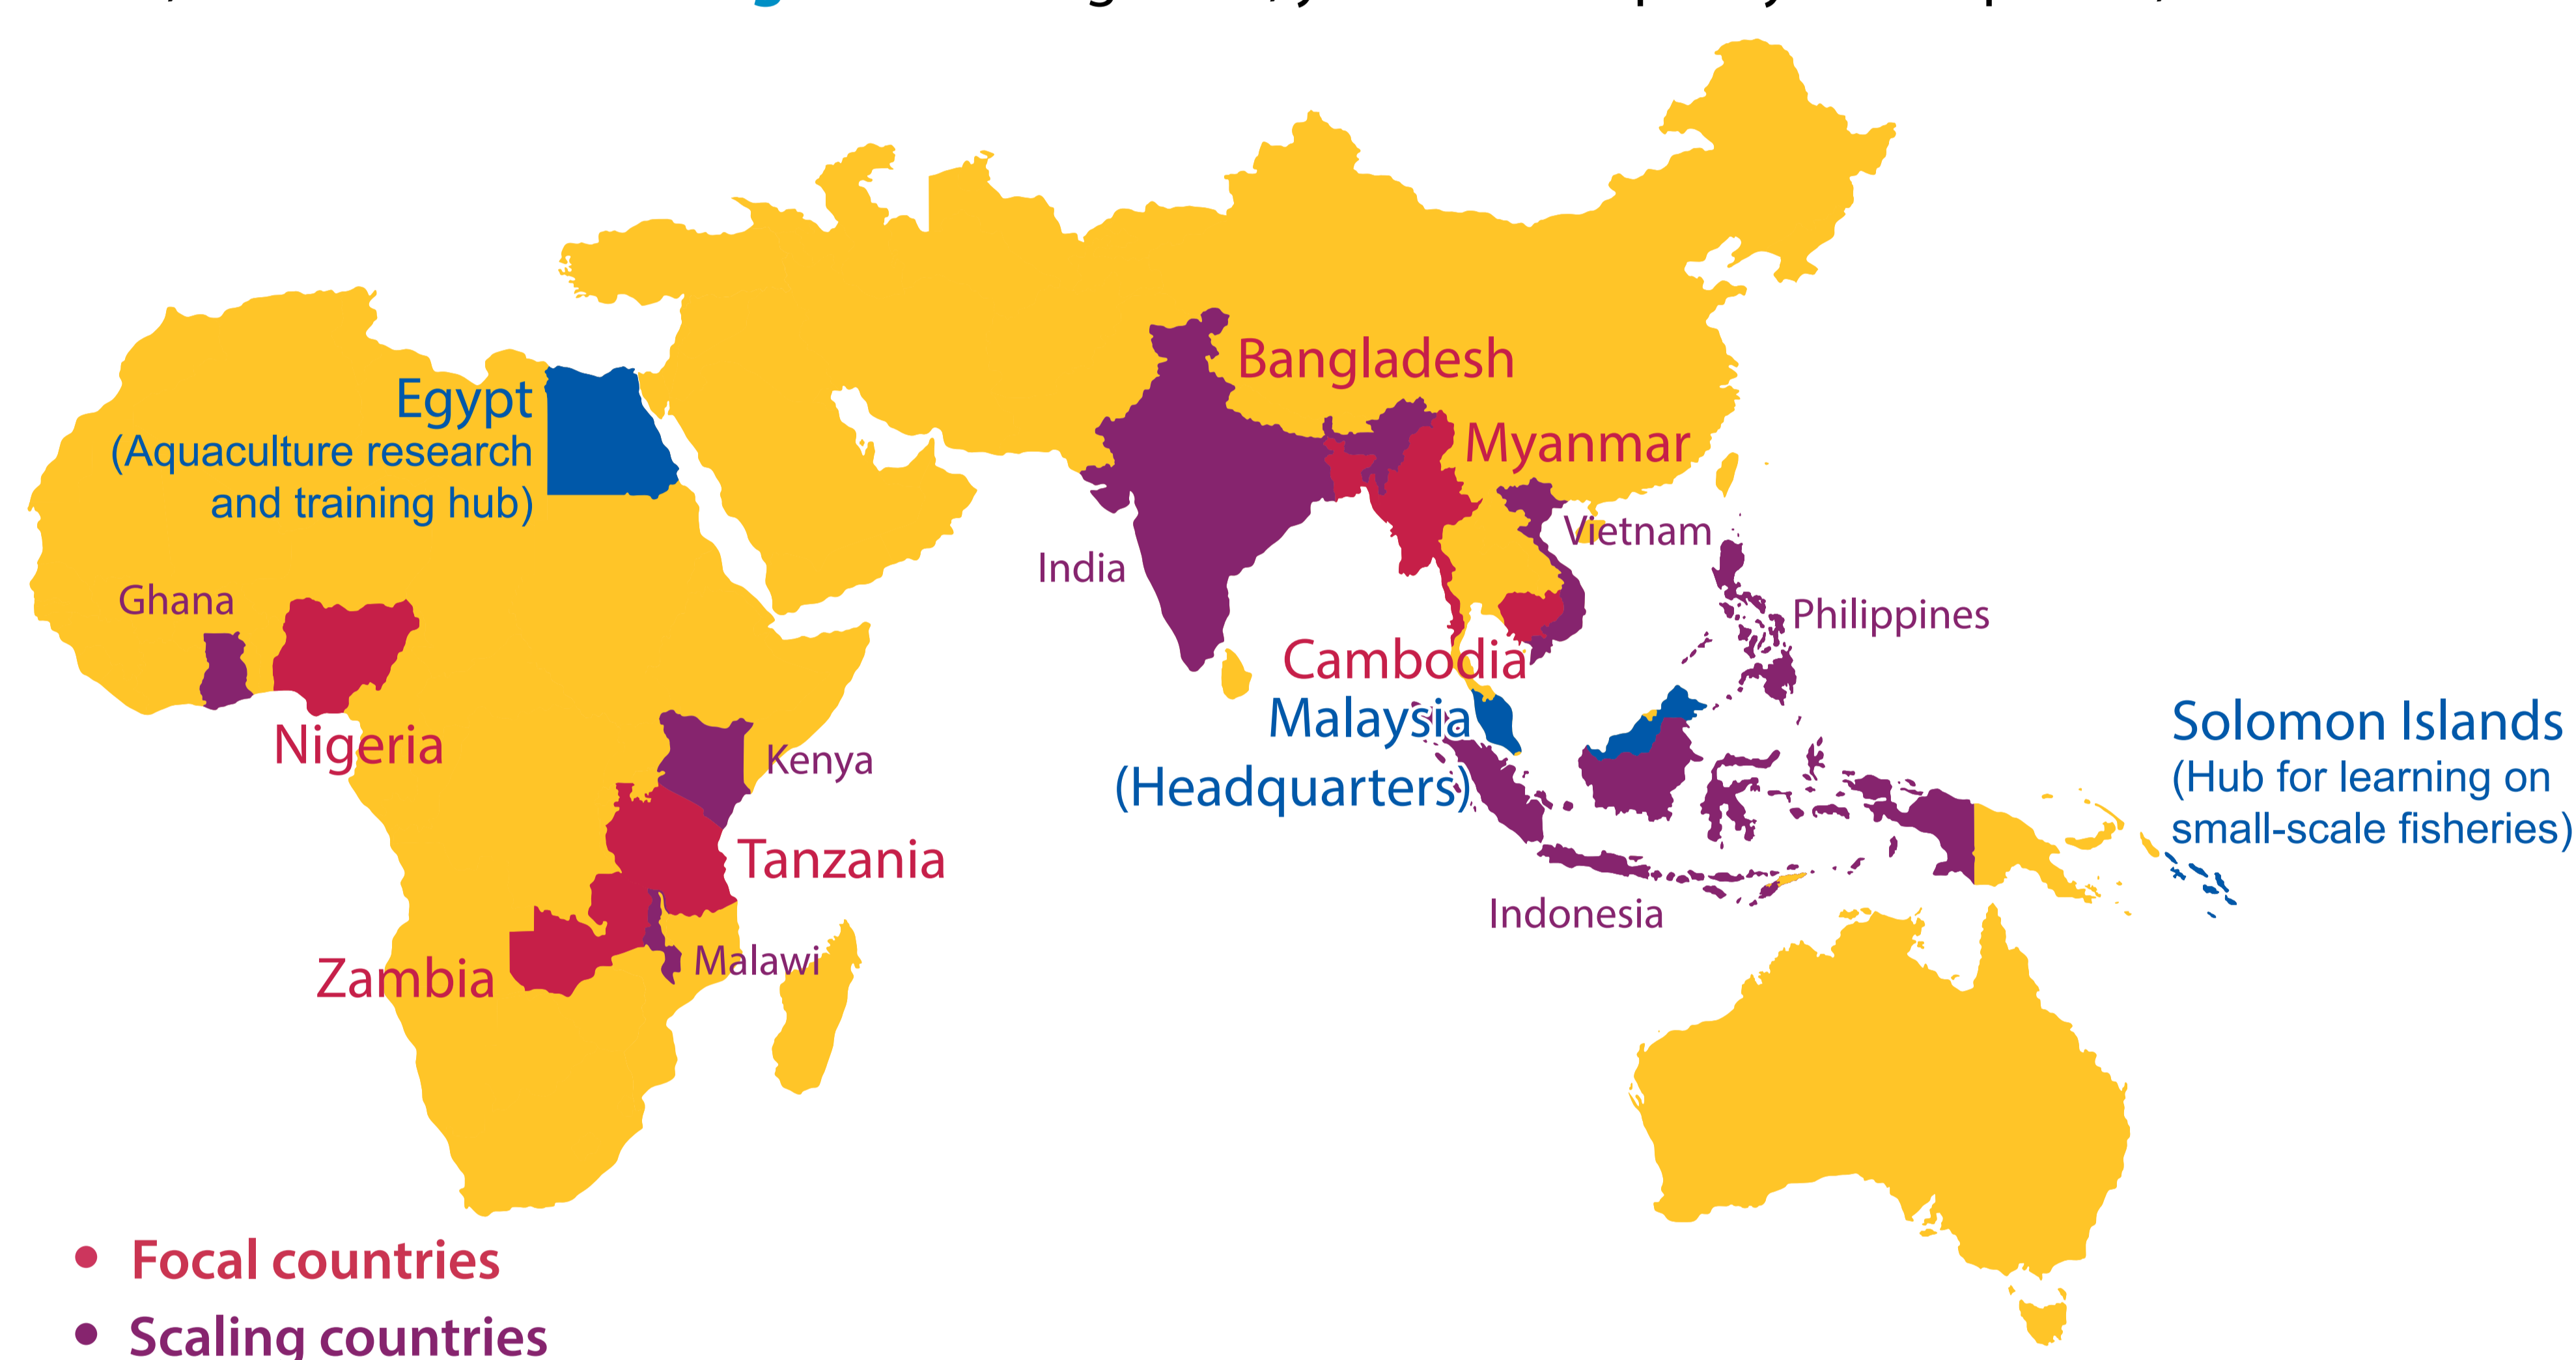 Egypt
(Aquaculture research
and training hub)
Bangladesh
Myanmar
Vietnam
India
Ghana
Philippines
Cambodia
Malaysia
(Headquarters)
Solomon Islands
(Hub for learning on
small-scale fisheries)
Nigeria
Kenya
Tanzania
Indonesia
Zambia
Malawi
• Focal countries
• Scaling countries